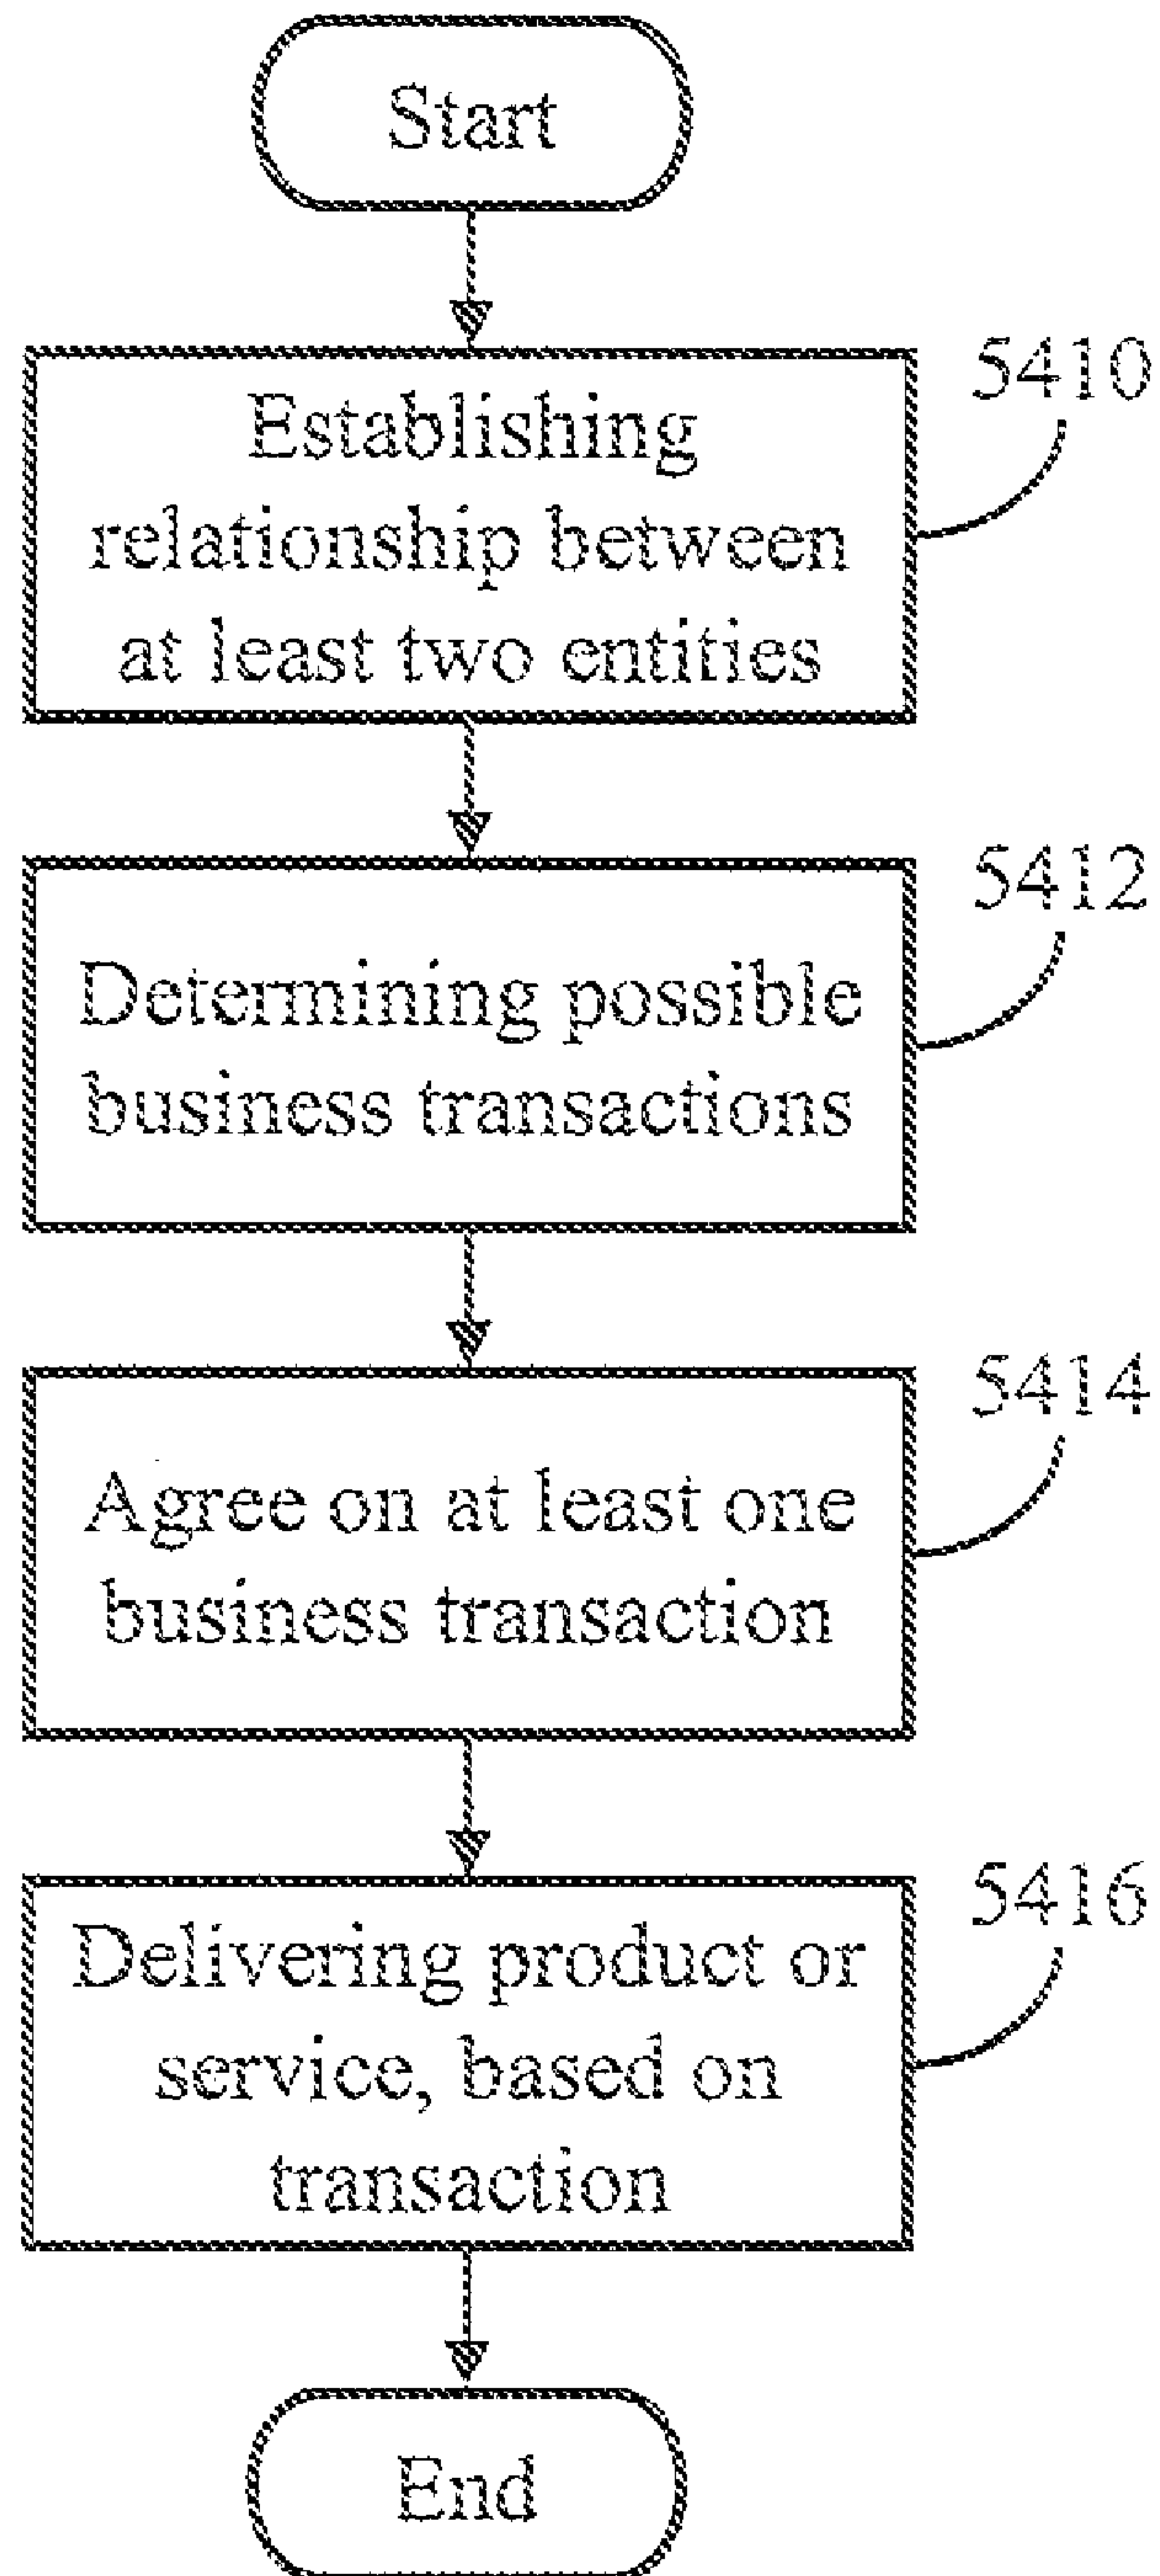 Start
5410
Establishing
relationship between
at least two entities
5412
Determining possible
business transactions
5414
Agree on at least one
business transaction
5416
Delivering product or
service, based on
transaction
End